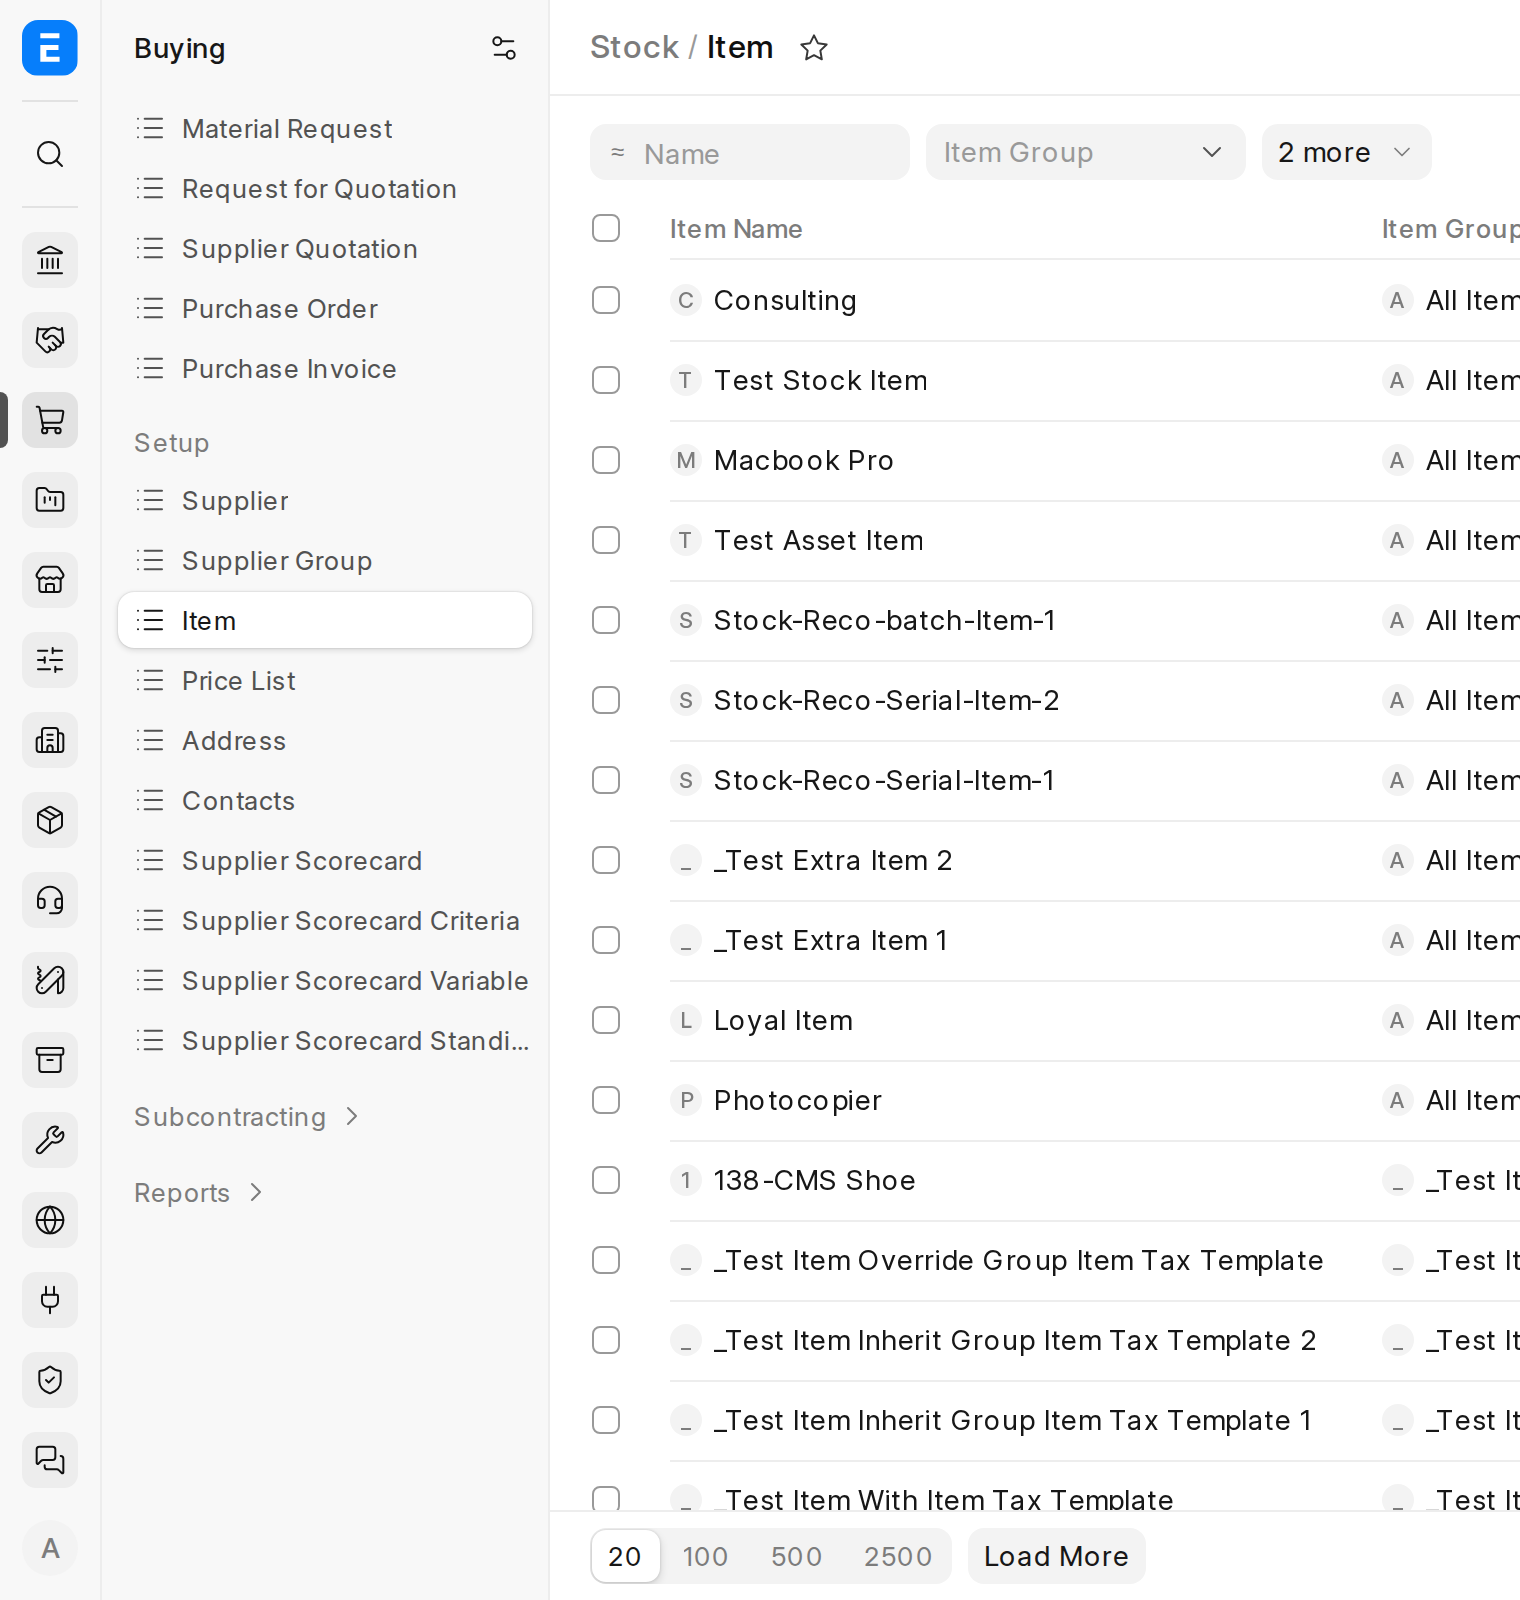 E
Buying
Material Request
Request for Quotation
Supplier Quotation
Purchase Order
Purchase Invoice
Setup
Supplier
Supplier Group
Item
Price List
Address
Contacts
Supplier Scorecard
Supplier Scorecard Criteria
Supplier Scorecard Variable
Supplier Scorecard Standi...
Subcontracting
Reports
A
Stock / Item
≈ Name
Item Group
2 more
Item Name Item Group
C Consulting A All Item
T Test Stock Item A All Item
M Macbook Pro A All Item
T Test Asset Item A All Item
S Stock-Reco-batch-Item-1 A All Item
S Stock-Reco-Serial-Item-2 A All Item
S Stock-Reco-Serial-Item-1 A All Item
_ _Test Extra Item 2 A All Item
_ _Test Extra Item 1 A All Item
L Loyal Item A All Item
P Photocopier A All Item
1 138-CMS Shoe _ _Test It
_ _Test Item Override Group Item Tax Template _ _Test It
_ _Test Item Inherit Group Item Tax Template 2 _ _Test It
_ _Test Item Inherit Group Item Tax Template 1 _ _Test It
_ _Test Item With Item Tax Template _ _Test It
20 100 500 2500 Load More